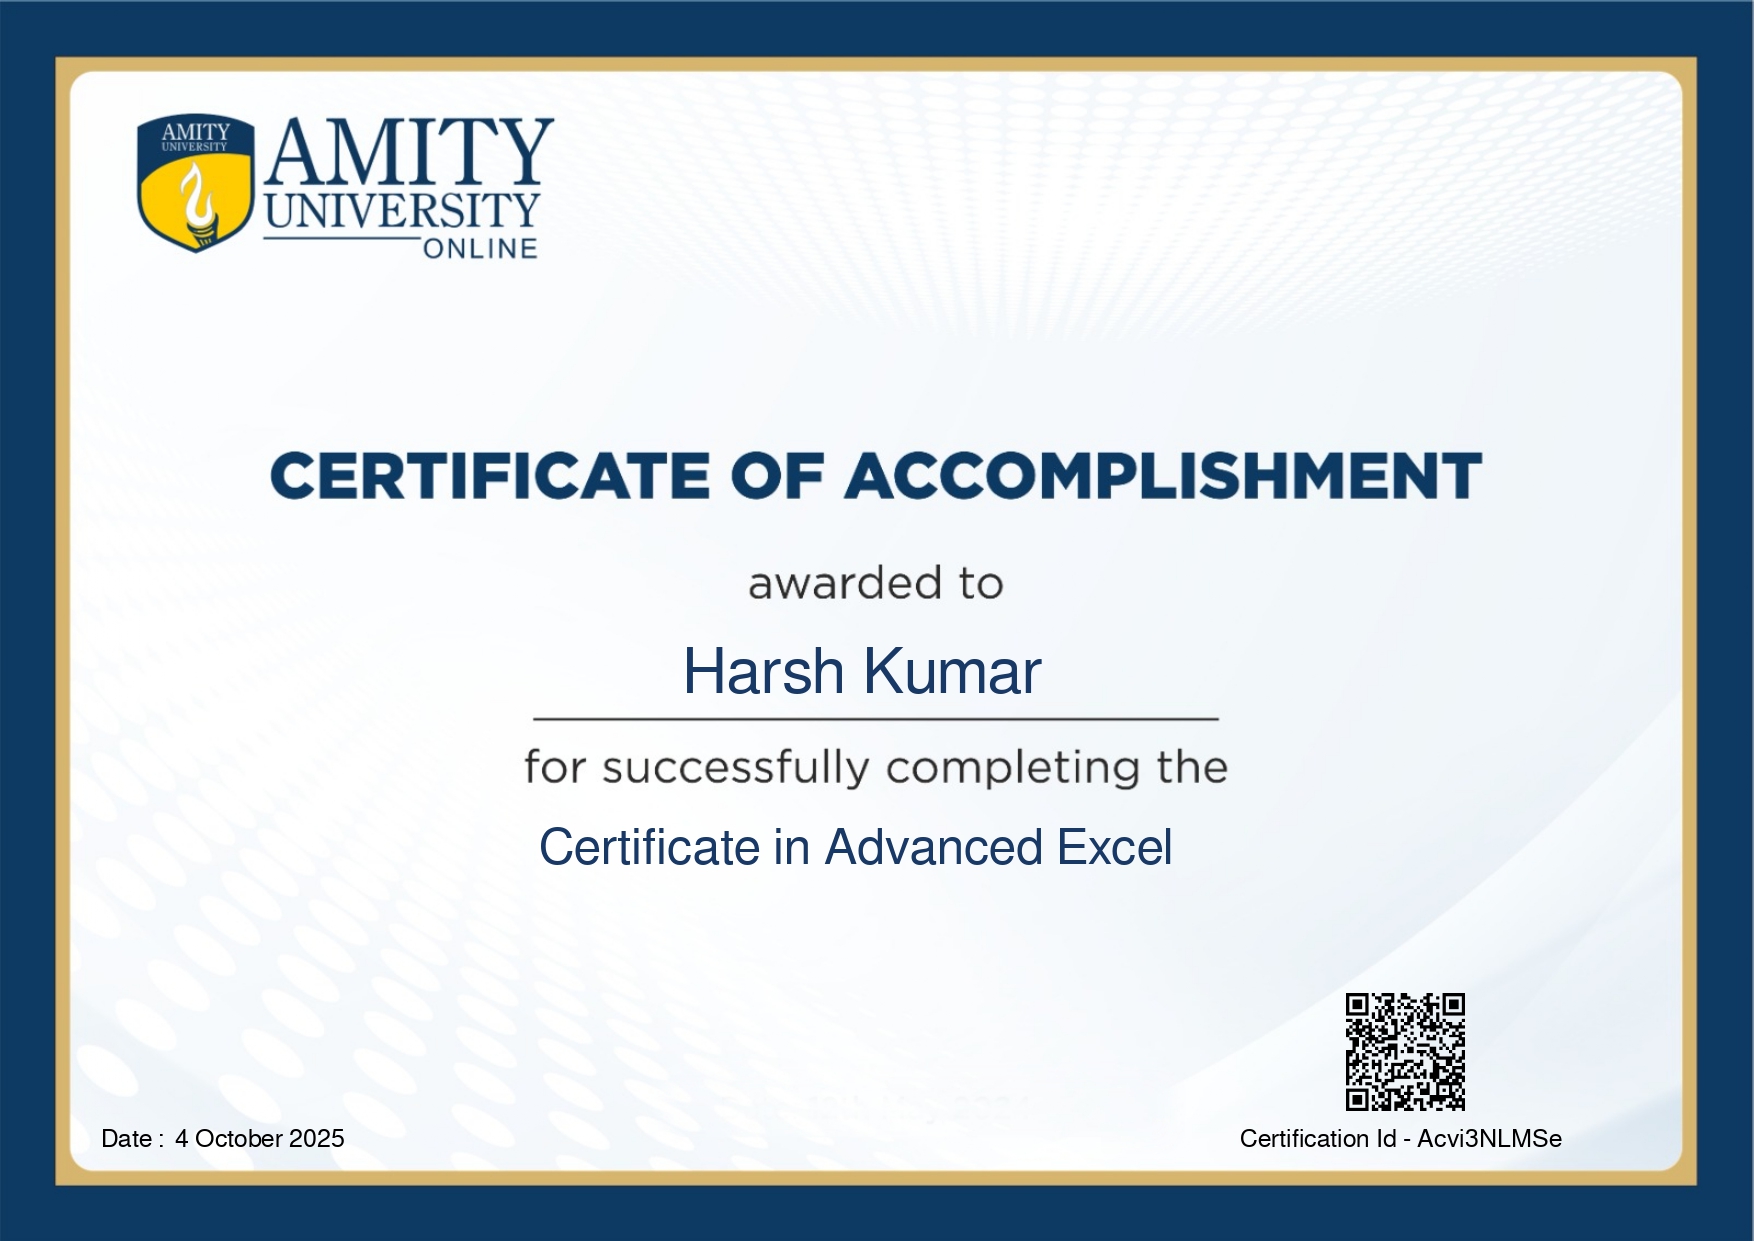 AMITY
UNIVERSITY
AMITY
UNIVERSITY
ONLINE
CERTIFICATE OF ACCOMPLISHMENT
awarded to
Harsh Kumar
for successfully completing the
Certificate in Advanced Excel
Date : 4 October 2025
Certification Id - Acvi3NLMSe